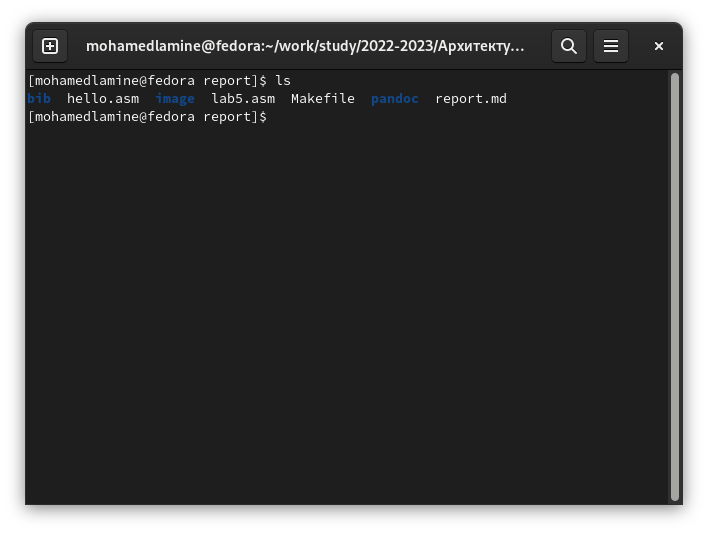 mohamedlamine@fedora:~/work/study/2022-2023/Архитекту...
[mohamedlamine@fedora report]$ ls
bib  hello.asm  image  lab5.asm  Makefile  pandoc  report.md
[mohamedlamine@fedora report]$